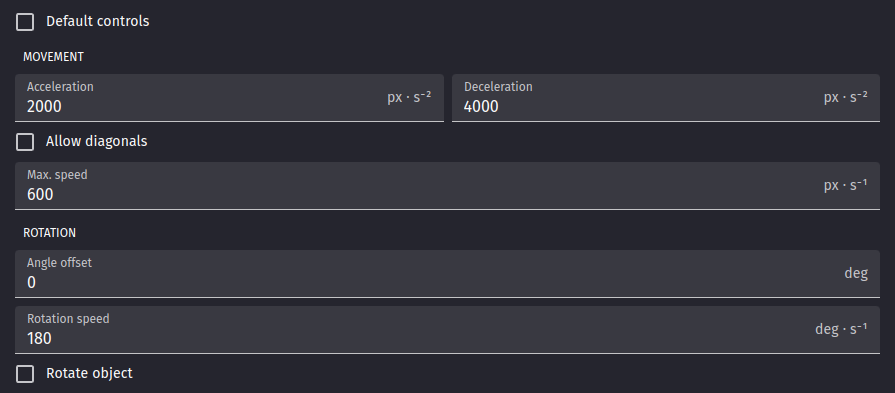 Default controls
MOVEMENT
Acceleration
2000
px · s⁻²
Deceleration
4000
px · s⁻²
Allow diagonals
Max. speed
600
px · s⁻¹
ROTATION
Angle offset
0
deg
Rotation speed
180
deg · s⁻¹
Rotate object